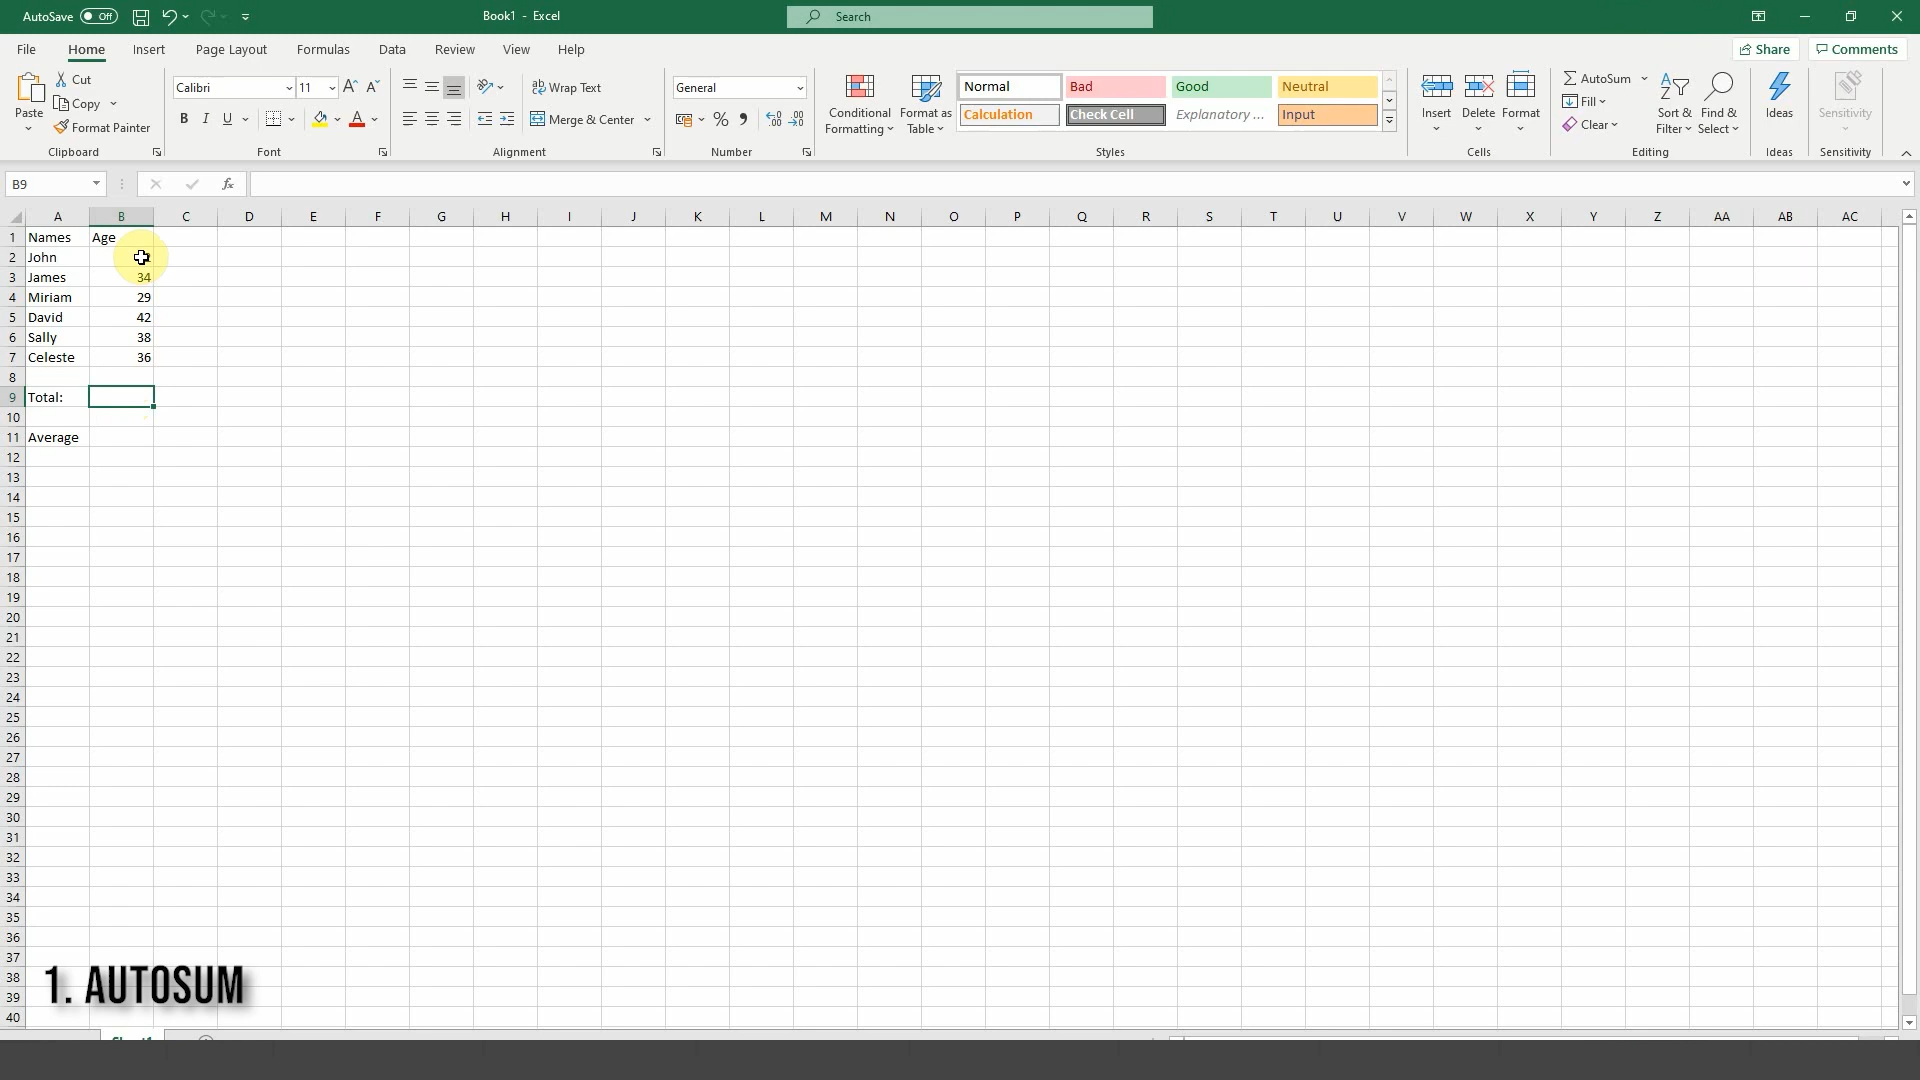 AutoSave Off Book1 - Excel Search
File Home Insert Page Layout Formulas Data Review View Help Share Comments
Paste Cut Copy Format Painter Clipboard
Calibri 11 B I U Font
Wrap Text Merge & Center Alignment
General % Number
Conditional Formatting Format as Table
Normal Bad Good Neutral
Calculation Check Cell Explanatory ... Input
Styles
Insert Delete Format Cells
AutoSum Fill Clear Sort & Filter Find & Select Editing
Ideas Ideas
Sensitivity Sensitivity
B9 fx
A B C D E F G H I J K L M N O P Q R S T U V W X Y Z AA AB AC
1 Names Age
2 John
3 James 34
4 Miriam 29
5 David 42
6 Sally 38
7 Celeste 36
8
9 Total:
10
11 Average
12
13
14
15
16
17
18
19
20
21
22
23
24
25
26
27
28
29
30
31
32
33
34
35
36
37
38
39
40
1. AUTOSUM